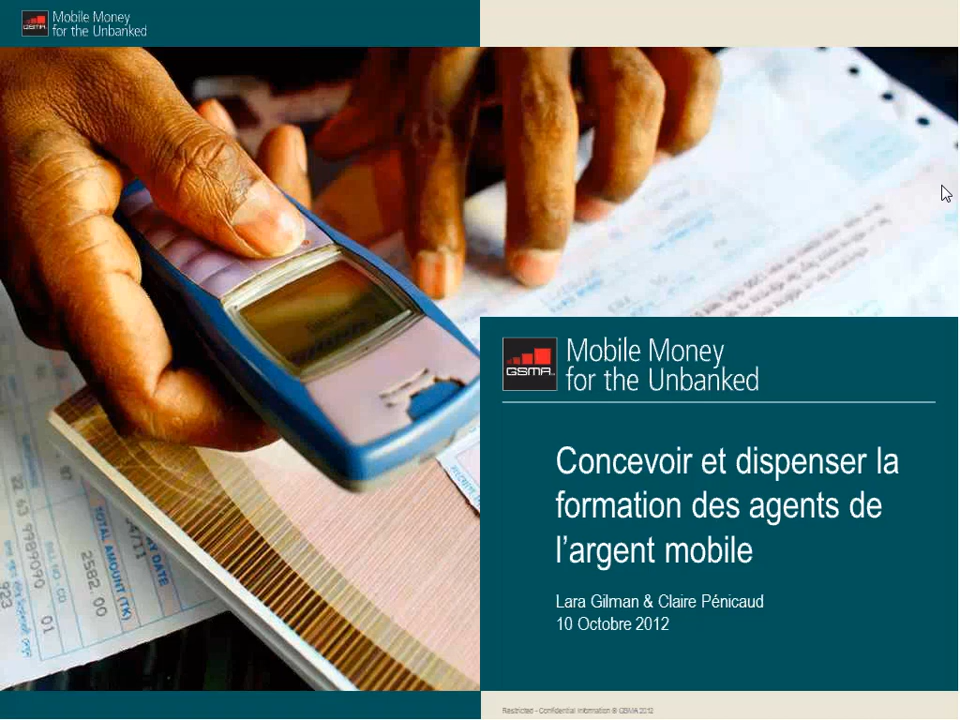 GSMA
Mobile Money
for the Unbanked
GSMA
Mobile Money
for the Unbanked
Concevoir et dispenser la
formation des agents de
l'argent mobile
Lara Gilman & Claire Pénicaud
10 Octobre 2012
Restricted - Confidential Information © GSMA 2012
TOTAL AMOUNT (TK)
2582.00